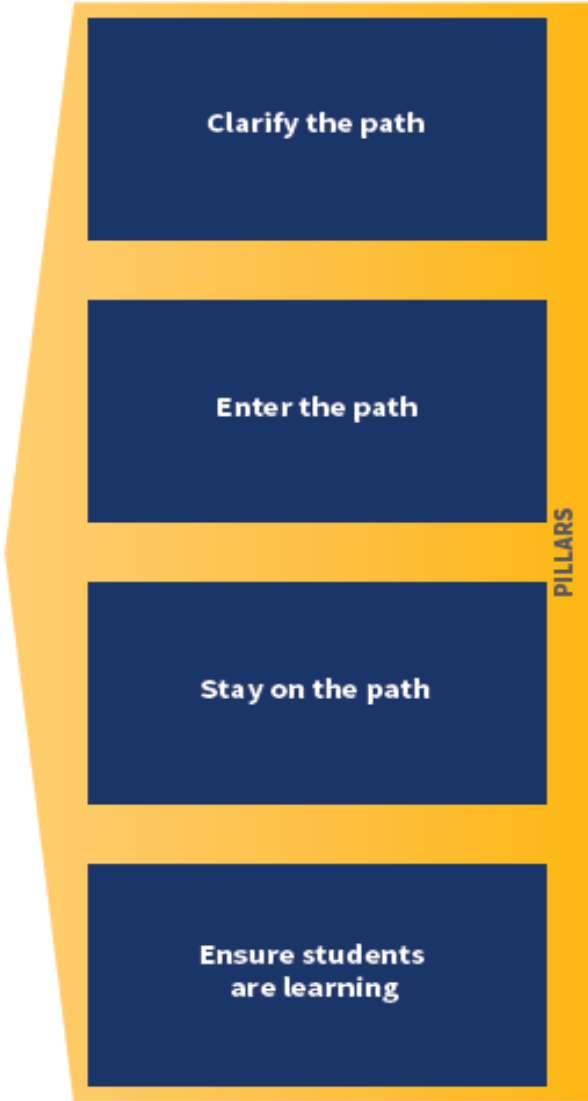 Clarify the path
Enter the path
PILLARS
Stay on the path
Ensure students
are learning